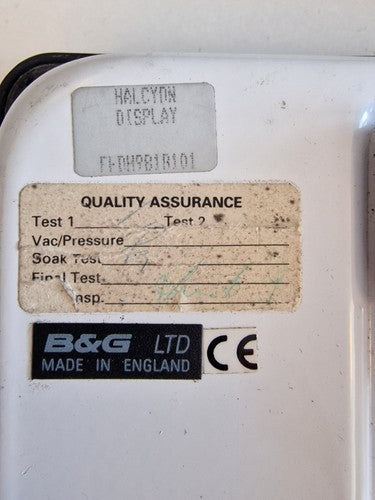 HALCYON
DISPLAY
QUALITY ASSURANCE
Test 1 Test 2
Vac/Pressure
Soak Test
Final Test
nsp.
B&G LTD
MADE IN ENGLAND
CE